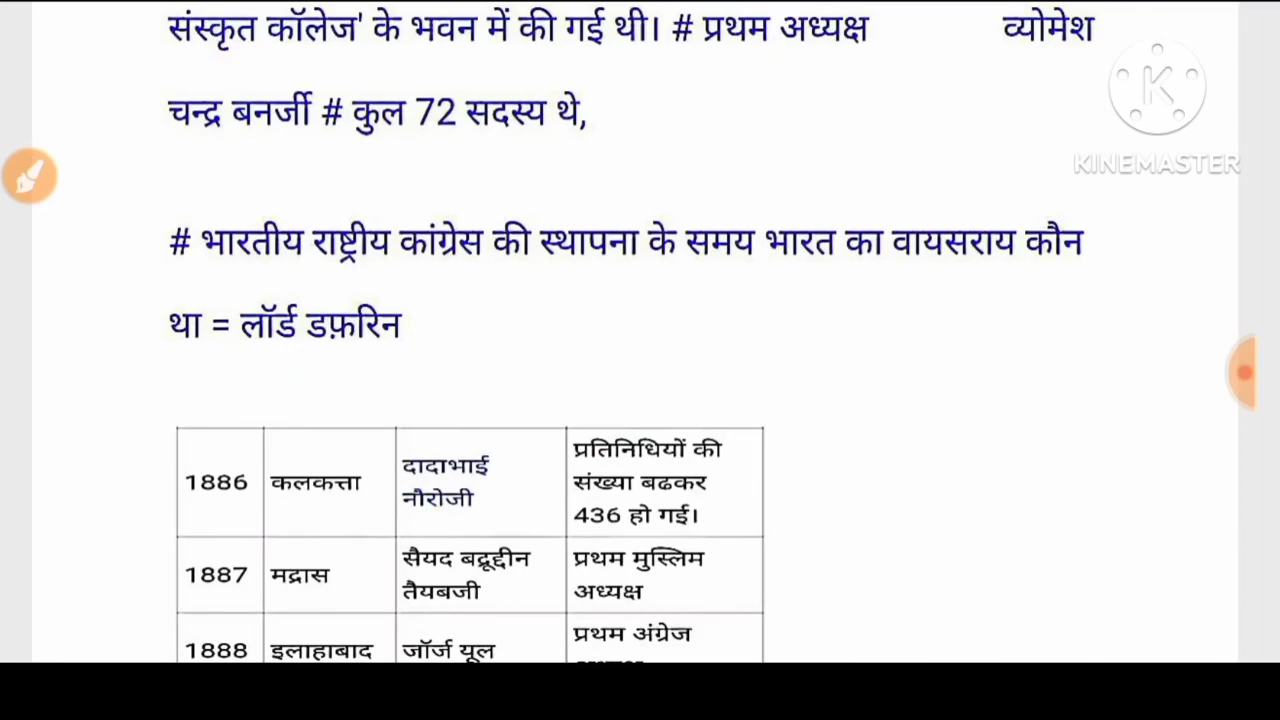 संस्कृत कॉलेज' के भवन में की गई थी। # प्रथम अध्यक्ष व्योमेश
चन्द्र बनर्जी # कुल 72 सदस्य थे,
K
KINEMASTER
# भारतीय राष्ट्रीय कांग्रेस की स्थापना के समय भारत का वायसराय कौन
था = लॉर्ड डफ़रिन
1886 कलकत्ता दादाभाई नौरोजी प्रतिनिधियों की संख्या बढकर 436 हो गई।
1887 मद्रास सैयद बद्रूद्दीन तैयबजी प्रथम मुस्लिम अध्यक्ष
1888 इलाहाबाद जॉर्ज यूल प्रथम अंग्रेज